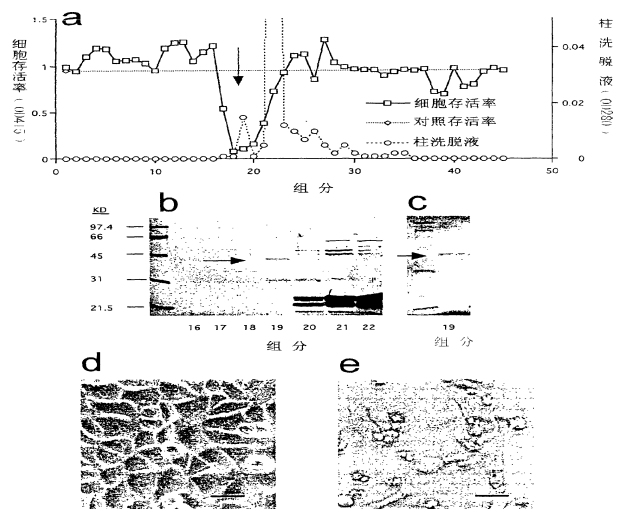 a
1.5
1
0.5
0
细胞存活率(OD415)
0.04
0.02
0
柱洗脱液(OD280)
细胞存活率
对照存活率
柱洗脱液
0 10 20 30 40 50
组 分
b
c
KD
97.4
66
45
31
21.5
16 17 18 19 20 21 22
组 分
19
组 分
d
e